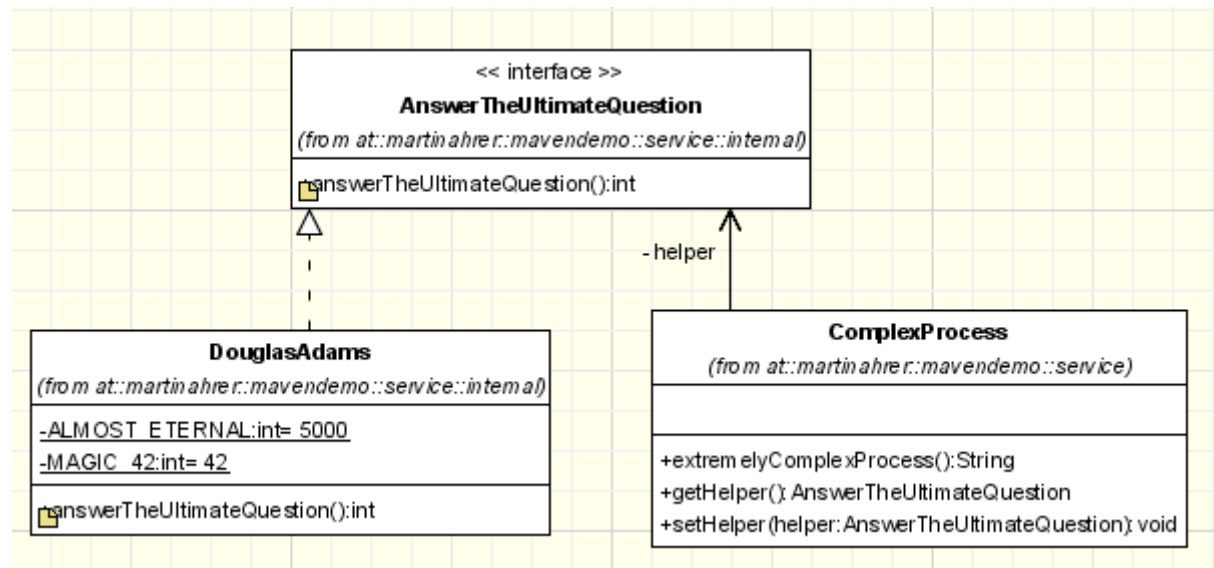 << interface >>
AnswerTheUltimateQuestion
(from at::martinahrer::mavendemo::service::internal)
+answerTheUltimateQuestion():int
- helper
DouglasAdams
(from at::martinahrer::mavendemo::service::internal)
-ALMOST_ETERNAL:int= 5000
-MAGIC_42:int= 42
+answerTheUltimateQuestion():int
ComplexProcess
(from at::martinahrer::mavendemo::service)
+extremelyComplexProcess():String
+getHelper(): AnswerTheUltimateQuestion
+setHelper(helper:AnswerTheUltimateQuestion): void